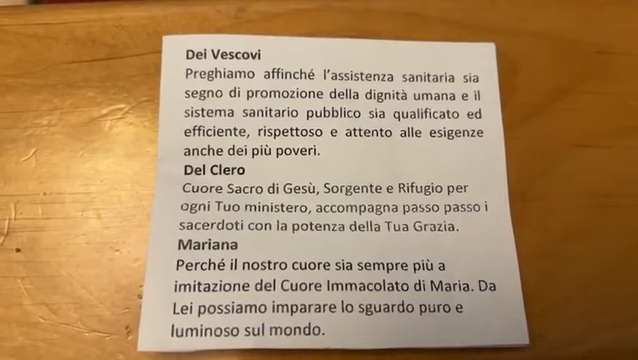 Dei Vescovi
Preghiamo affinché l'assistenza sanitaria sia
segno di promozione della dignità umana e il
sistema sanitario pubblico sia qualificato ed
efficiente, rispettoso e attento alle esigenze
anche dei più poveri.
Del Clero
Cuore Sacro di Gesù, Sorgente e Rifugio per
ogni Tuo ministero, accompagna passo passo i
sacerdoti con la potenza della Tua Grazia.
Mariana
Perché il nostro cuore sia sempre più a
imitazione del Cuore Immacolato di Maria. Da
Lei possiamo imparare lo sguardo puro e
luminoso sul mondo.